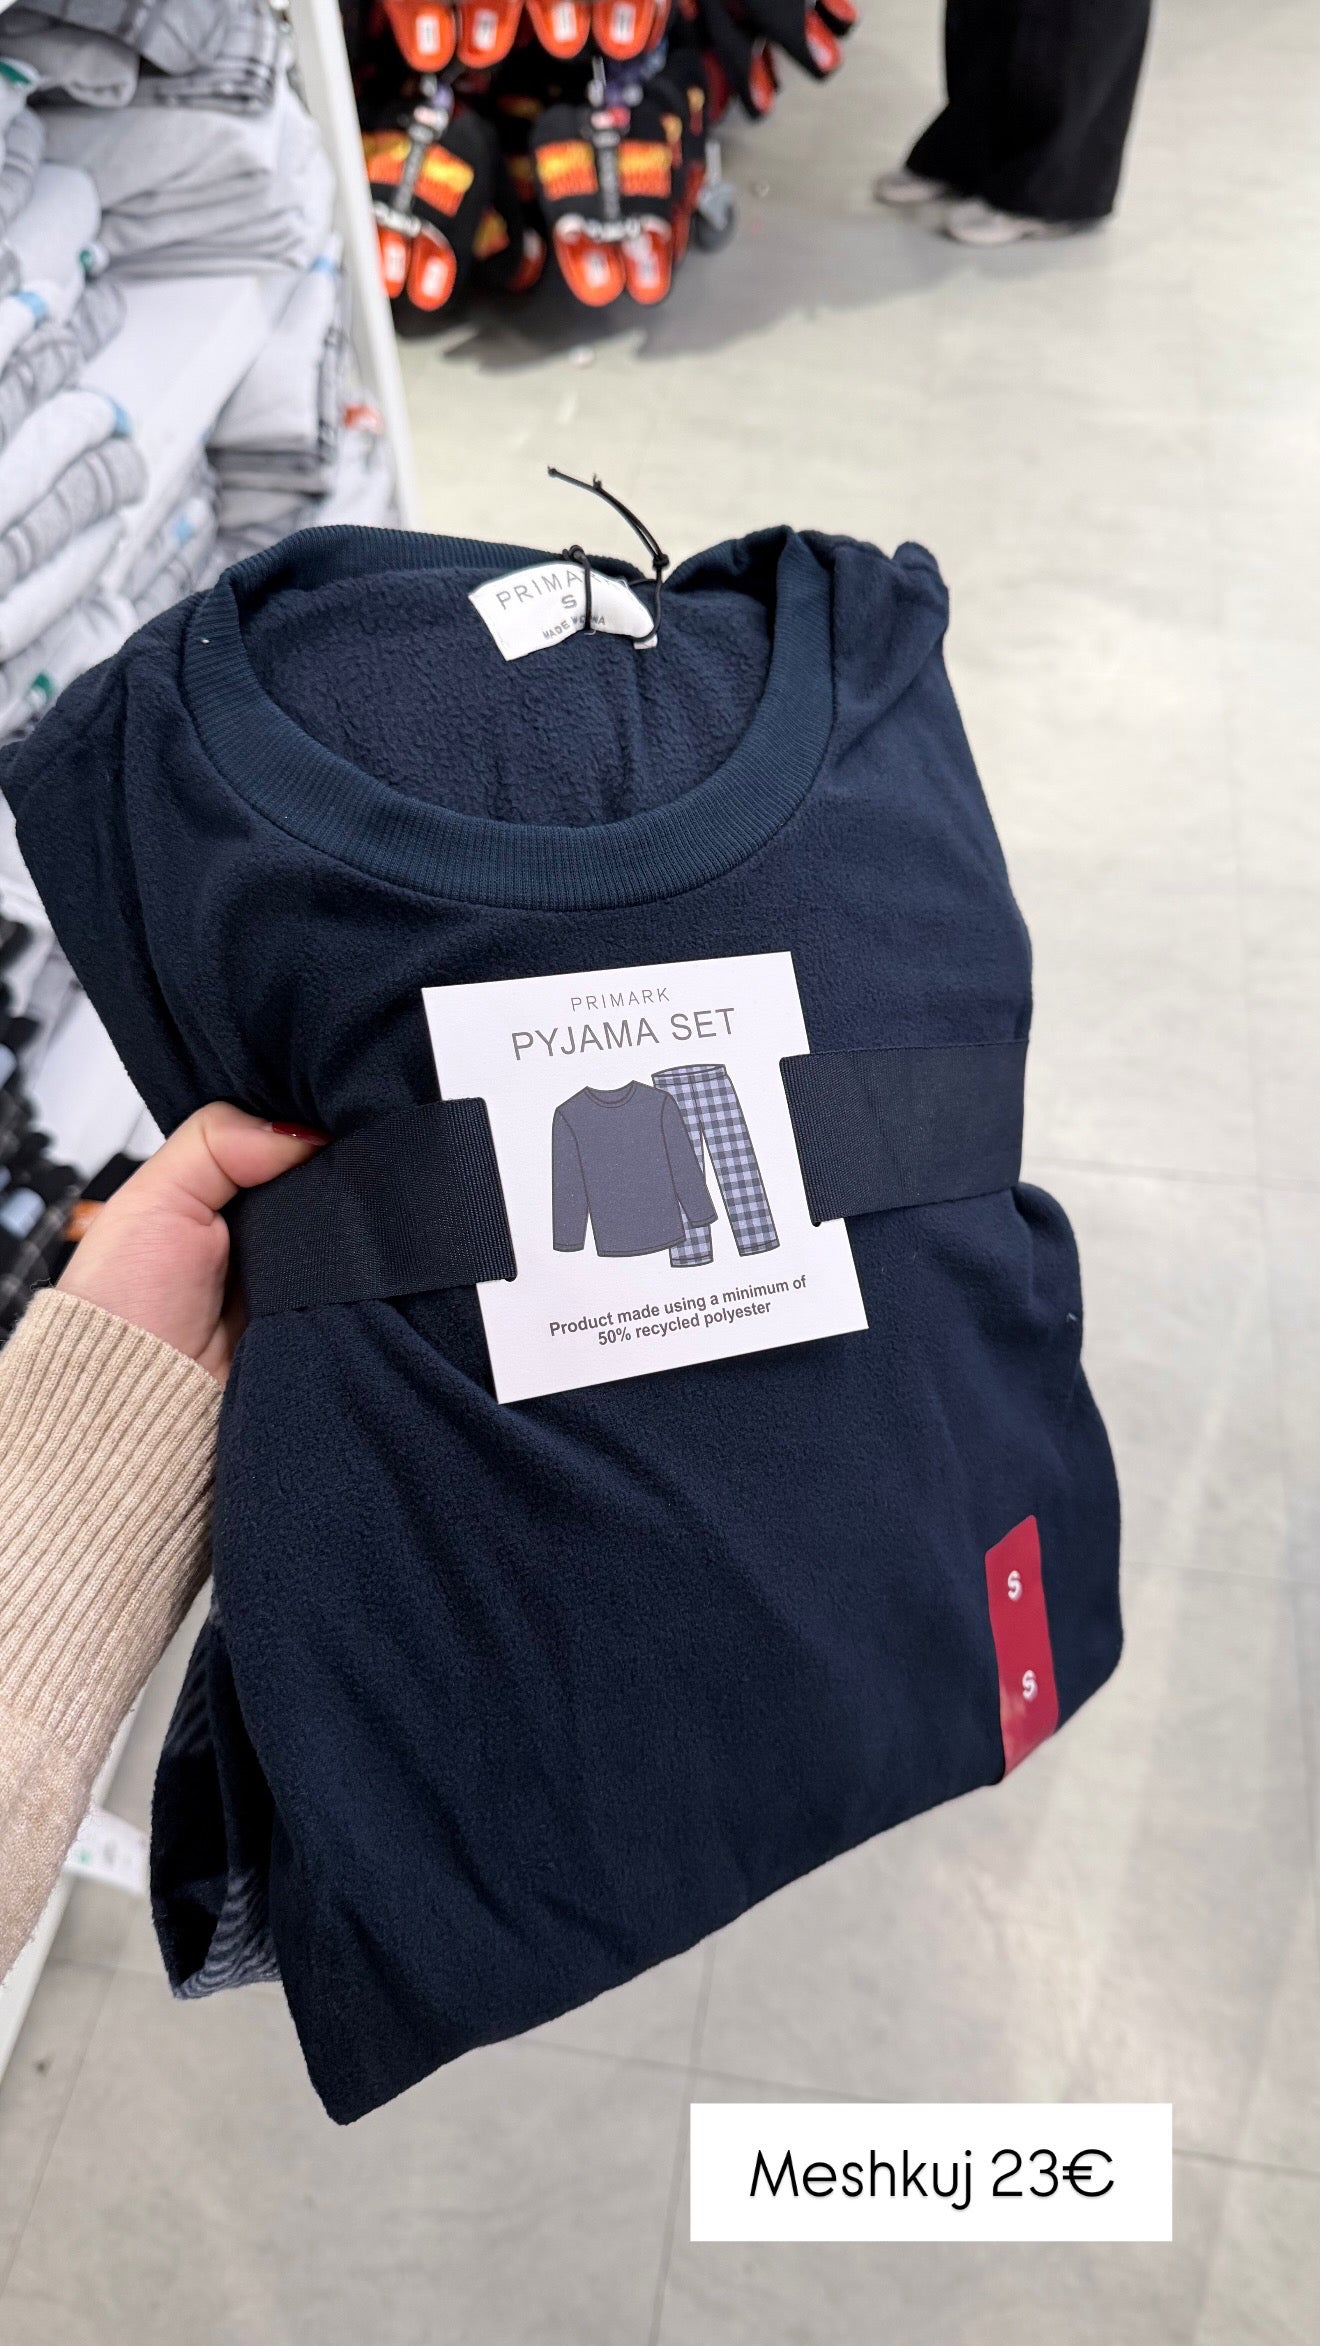 PRIMARK
S
PRIMARK
PYJAMA SET
Product made using a minimum of
50% recycled polyester
S
S
Meshkuj 23€